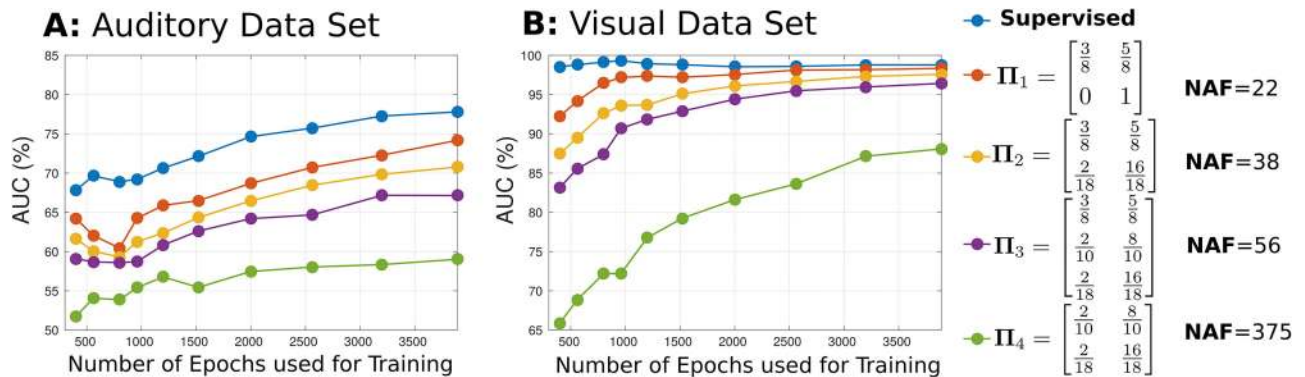 A: Auditory Data Set
AUC (%)
85
80
75
70
65
60
55
50
500 1000 1500 2000 2500 3000 3500
Number of Epochs used for Training
B: Visual Data Set
AUC (%)
100
95
90
85
80
75
70
65
500 1000 1500 2000 2500 3000 3500
Number of Epochs used for Training
Supervised
Π₁ = [3/8 5/8
0 1]
NAF=22
Π₂ = [3/8 5/8
2/18 16/18]
NAF=38
Π₃ = [3/8 5/8
2/10 8/10
2/18 16/18]
NAF=56
Π₄ = [2/10 8/10
2/18 16/18]
NAF=375